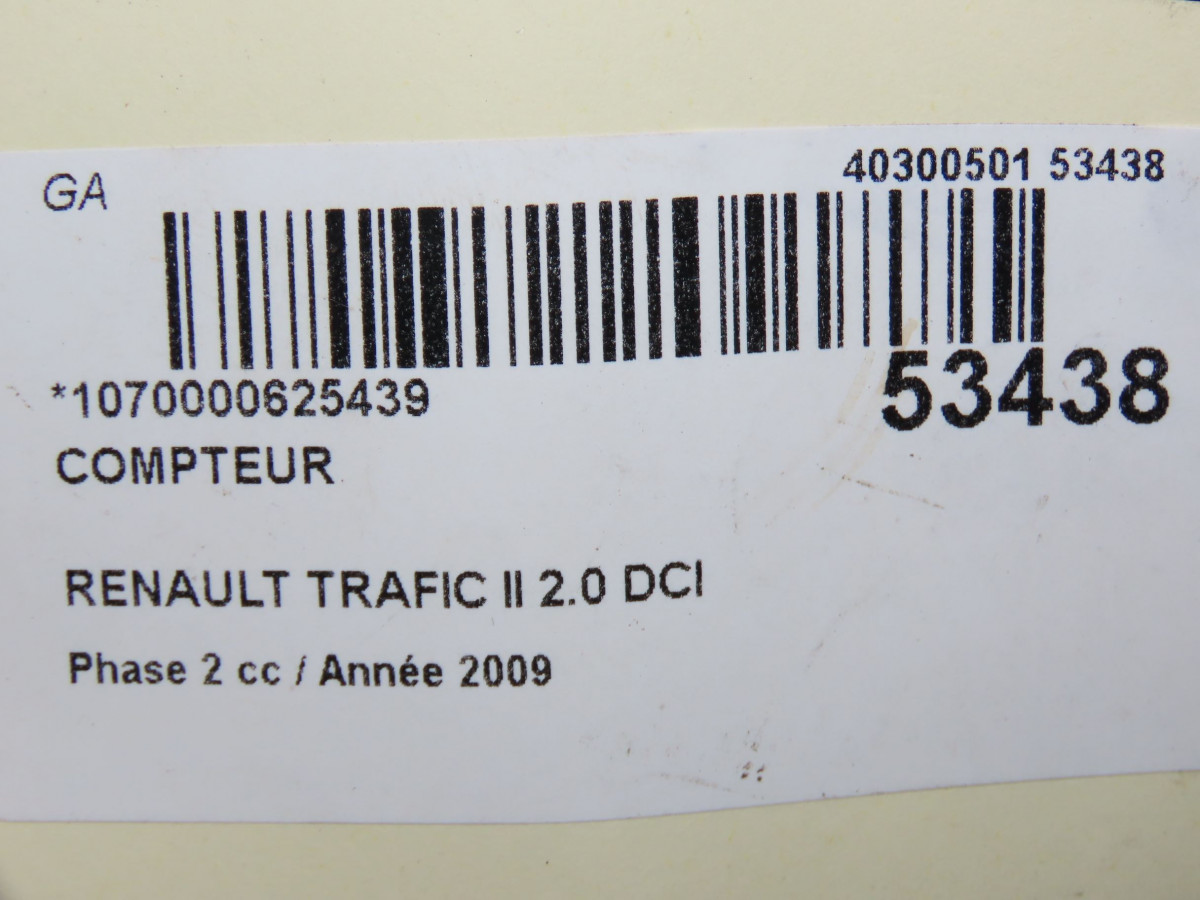 GA
40300501 53438
*1070000625439
53438
COMPTEUR
RENAULT TRAFIC II 2.0 DCI
Phase 2 cc / Année 2009